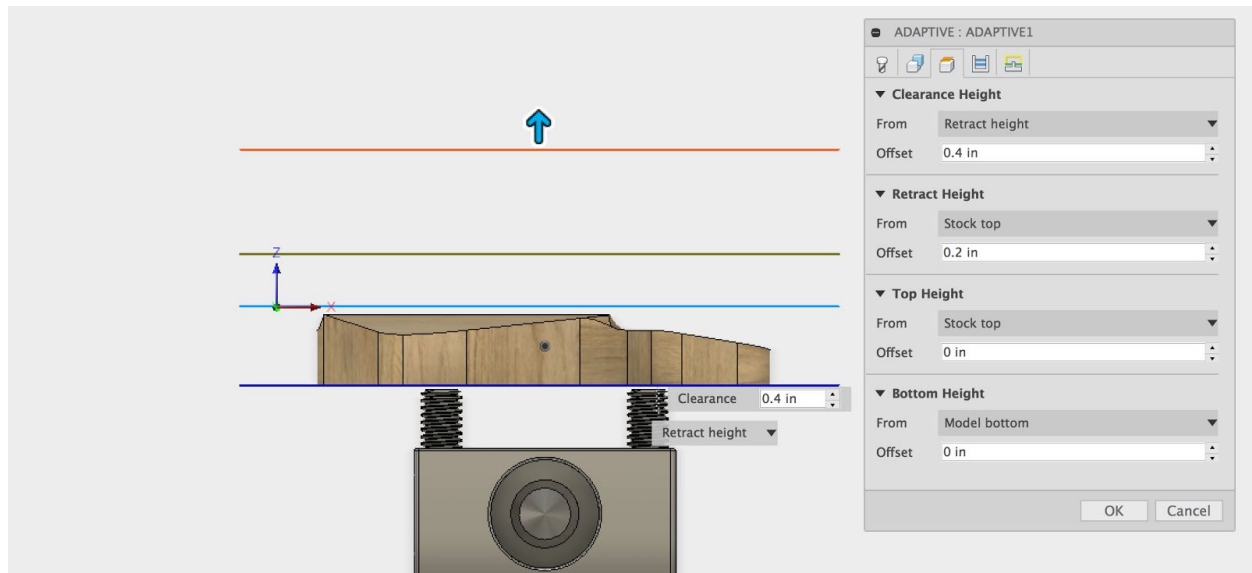 ADAPTIVE : ADAPTIVE1
Clearance Height
From Retract height
Offset 0.4 in
Retract Height
From Stock top
Offset 0.2 in
Top Height
From Stock top
Offset 0 in
Bottom Height
From Model bottom
Offset 0 in
OK Cancel
Z
X
Clearance 0.4 in
Retract height